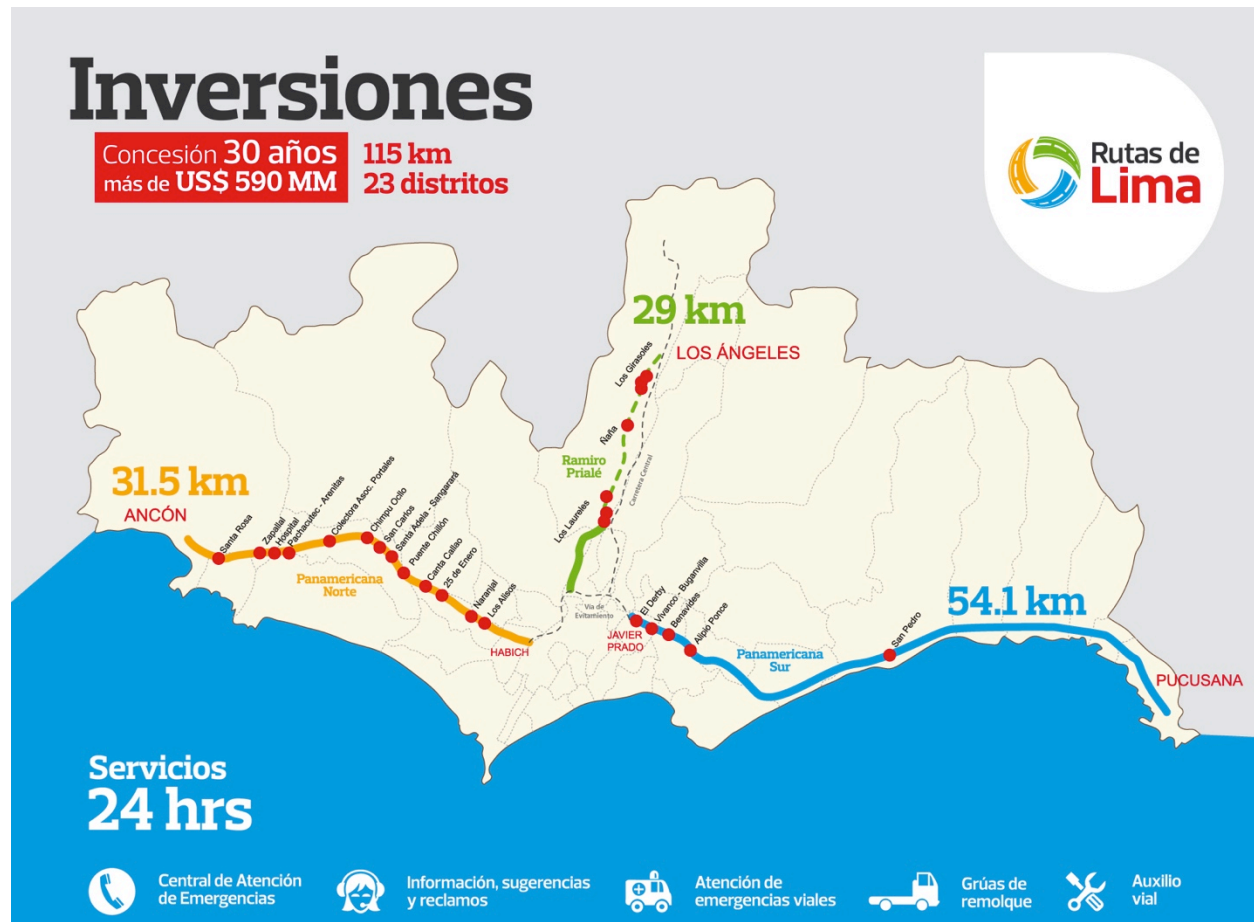 Inversiones
Concesión 30 años
más de US$ 590 MM
115 km
23 distritos
Rutas de
Lima
29 km
LOS ÁNGELES
Los Girasoles
Ñaña
Ramiro
Prialé
Carretera Central
Los Laureles
31.5 km
ANCÓN
Santa Rosa
Zapallal
Hospital
Pachacutec - Arenitas
Colectora Asoc. Portales
Chimpu Ocllo
San Carlos
Santa Adela - Sangarará
Puente Chillón
Canta Callao
25 de Enero
Naranjal
Los Alisos
Panamericana
Norte
HABICH
Vía de
Evitamiento
JAVIER
PRADO
El Derby
Vivanco - Buganvilla
Benavides
Alipio Ponce
Panamericana
Sur
San Pedro
54.1 km
PUCUSANA
Servicios
24 hrs
Central de Atención
de Emergencias
Información, sugerencias
y reclamos
Atención de
emergencias viales
Grúas de
remolque
Auxilio
vial